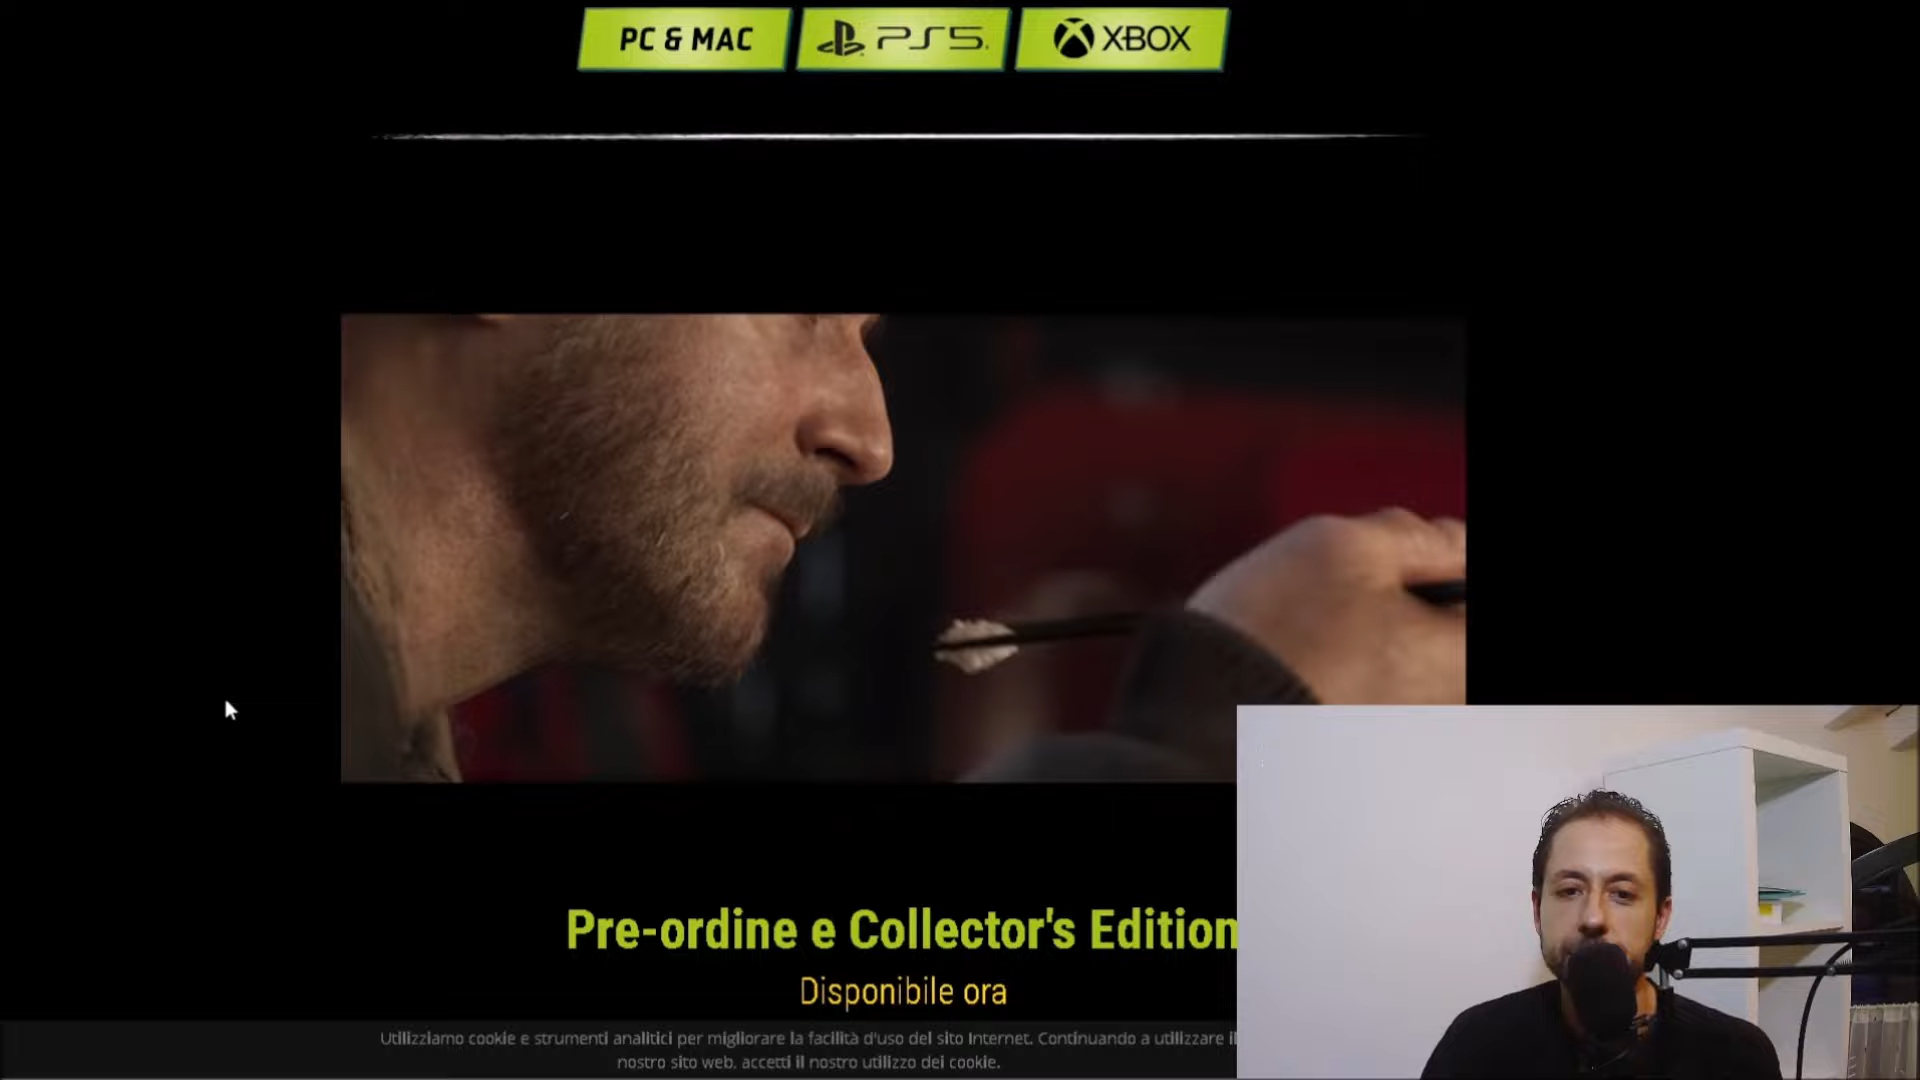 PC & MAC PS5 XBOX
Pre-ordine e Collector's Edition
Disponibile ora
Utilizziamo cookie e strumenti analitici per migliorare la facilità d'uso del sito Internet. Continuando a utilizzare il
nostro sito web, accetti il nostro utilizzo dei cookie.